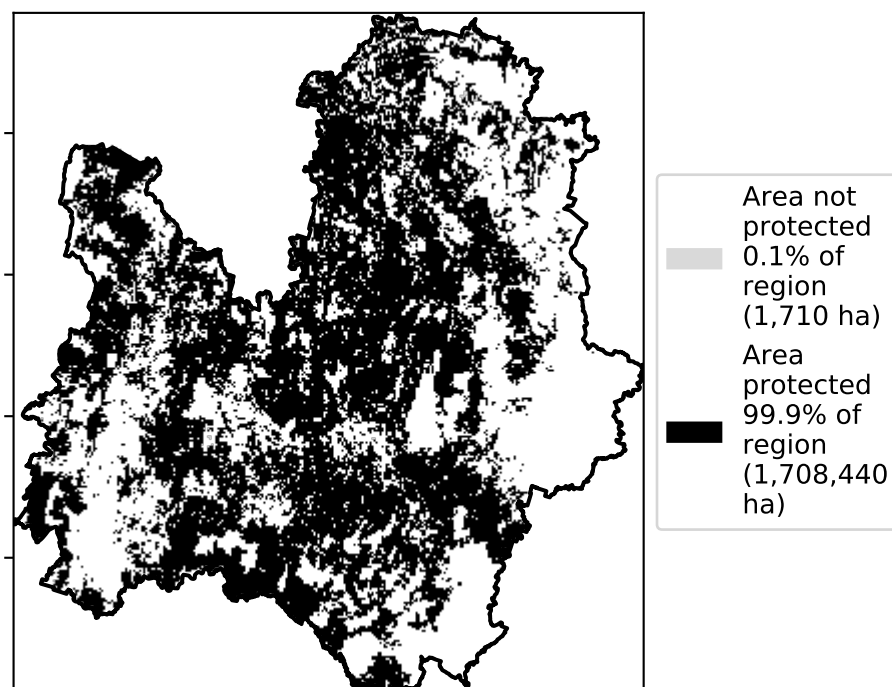 Area not
protected
0.1% of
region
(1,710 ha)
Area
protected
99.9% of
region
(1,708,440
ha)